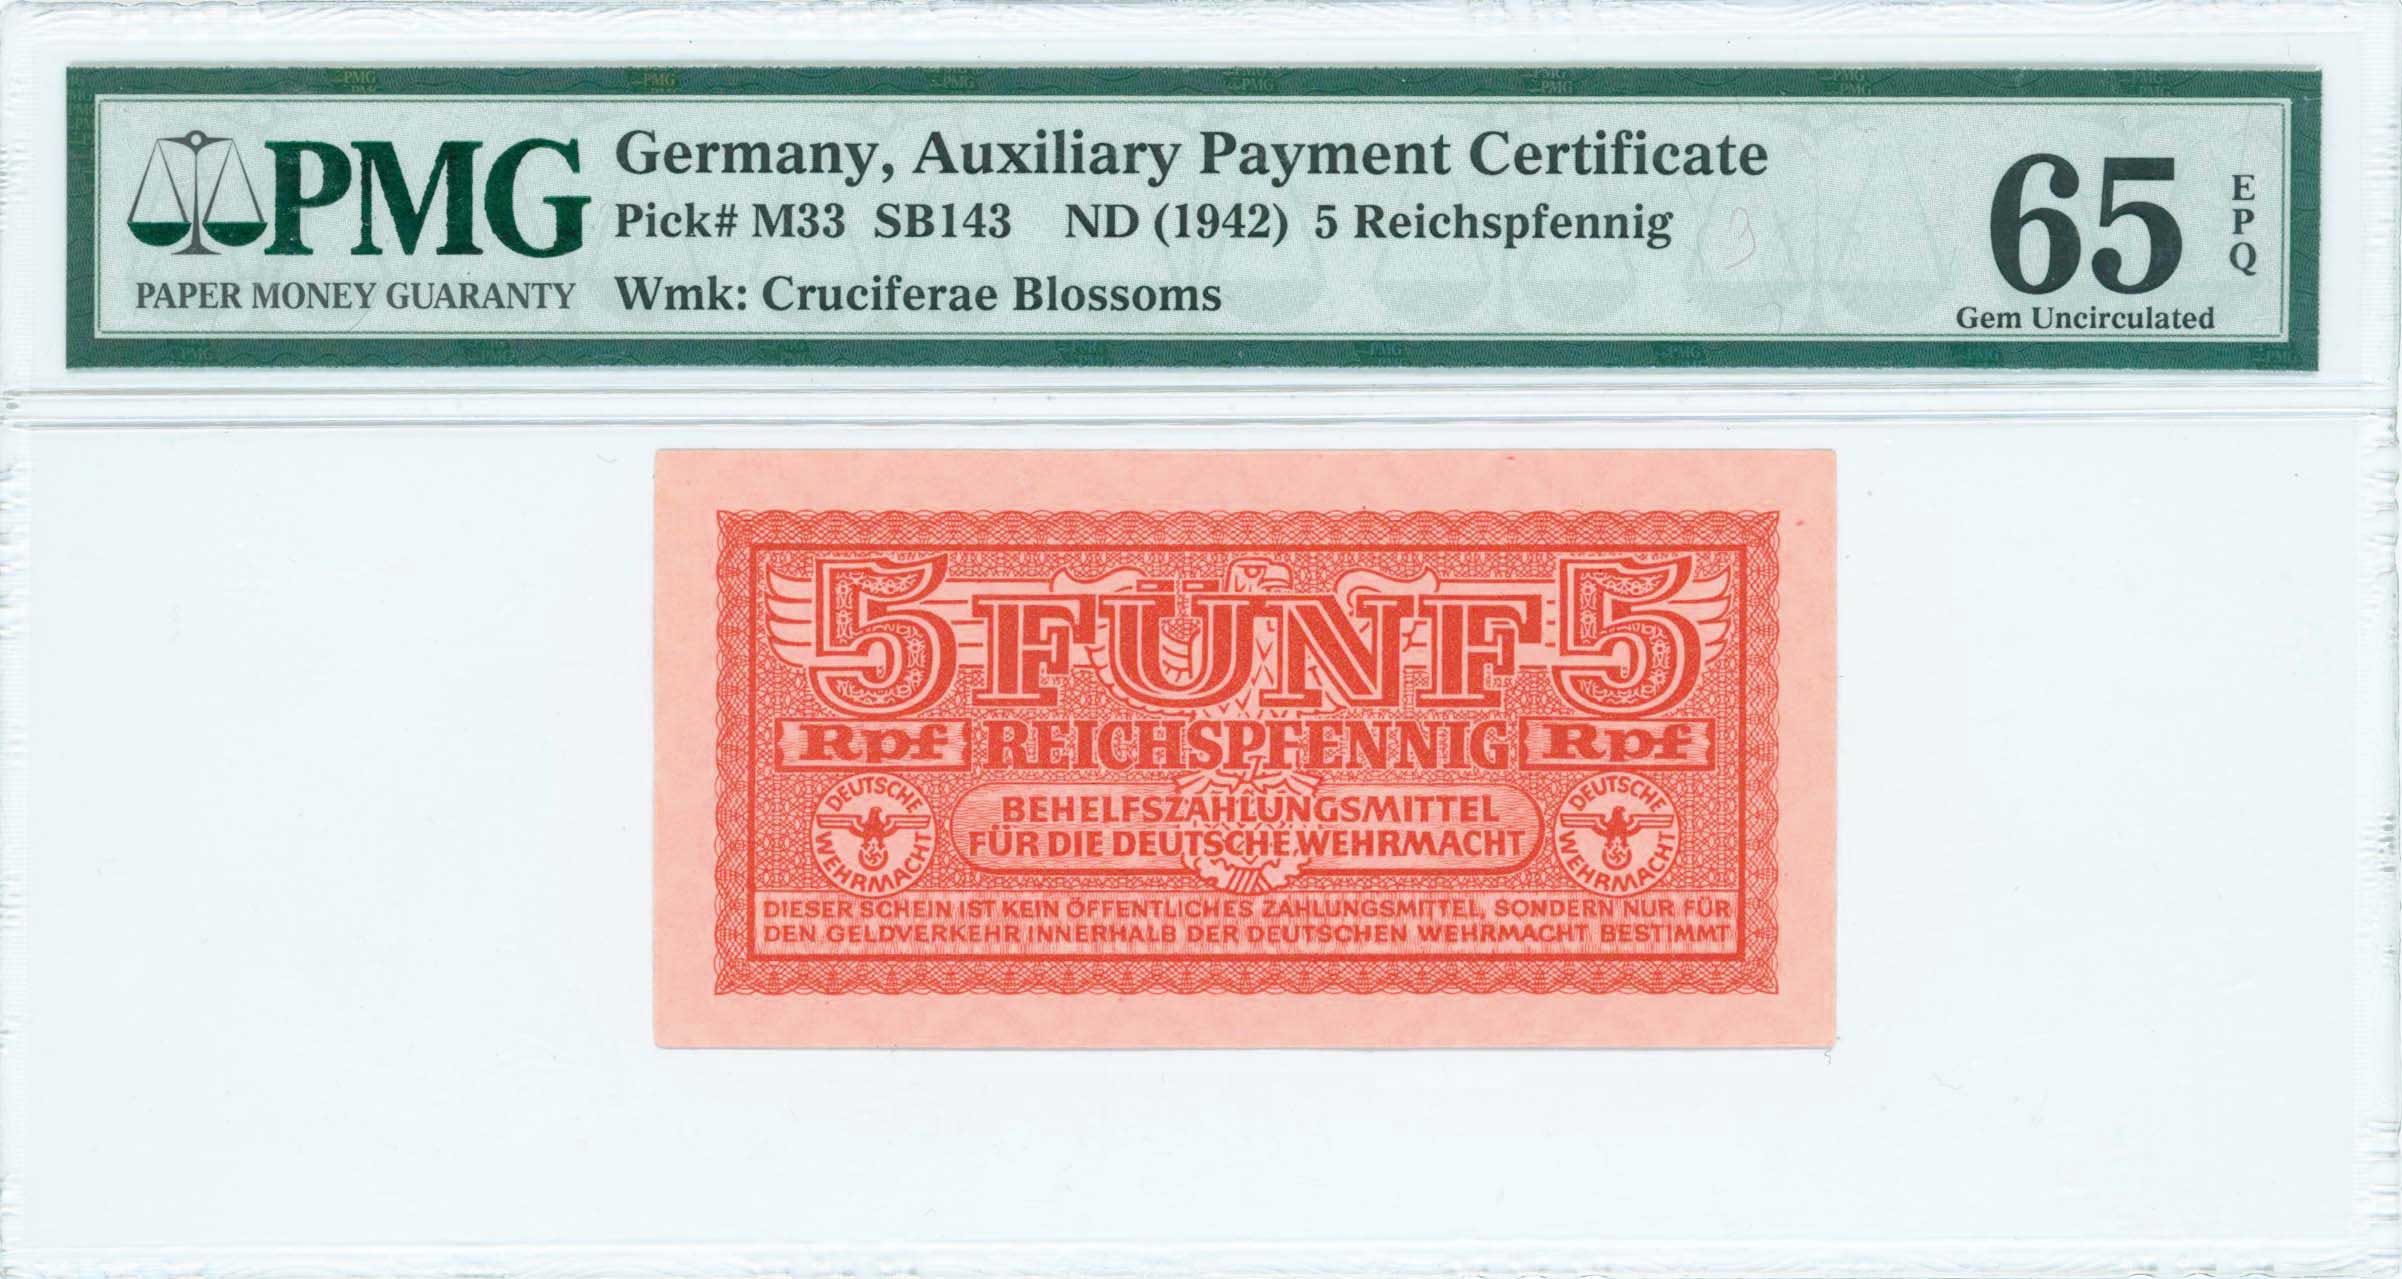 PMG
PAPER MONEY GUARANTY
Germany, Auxiliary Payment Certificate
Pick# M33 SB143 ND (1942) 5 Reichspfennig
Wmk: Cruciferae Blossoms
65
EPQ
Gem Uncirculated
5 FÜNF 5
Rpf REICHSPFENNIG Rpf
DEUTSCHE WEHRMACHT
BEHELFSZAHLUNGSMITTEL
FÜR DIE DEUTSCHE WEHRMACHT
DEUTSCHE WEHRMACHT
DIESER SCHEIN IST KEIN ÖFFENTLICHES ZAHLUNGSMITTEL, SONDERN NUR FÜR
DEN GELDVERKEHR INNERHALB DER DEUTSCHEN WEHRMACHT BESTIMMT